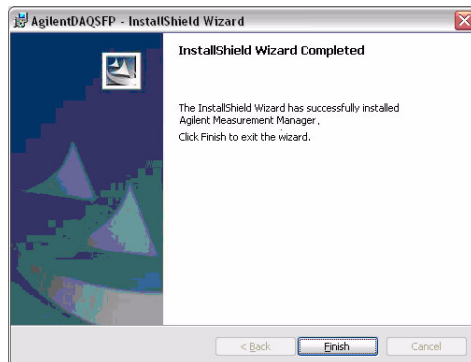 AgilentDAQSFP - InstallShield Wizard
InstallShield Wizard Completed
The InstallShield Wizard has successfully installed
Agilent Measurement Manager.
Click Finish to exit the wizard.
< Back
Finish
Cancel